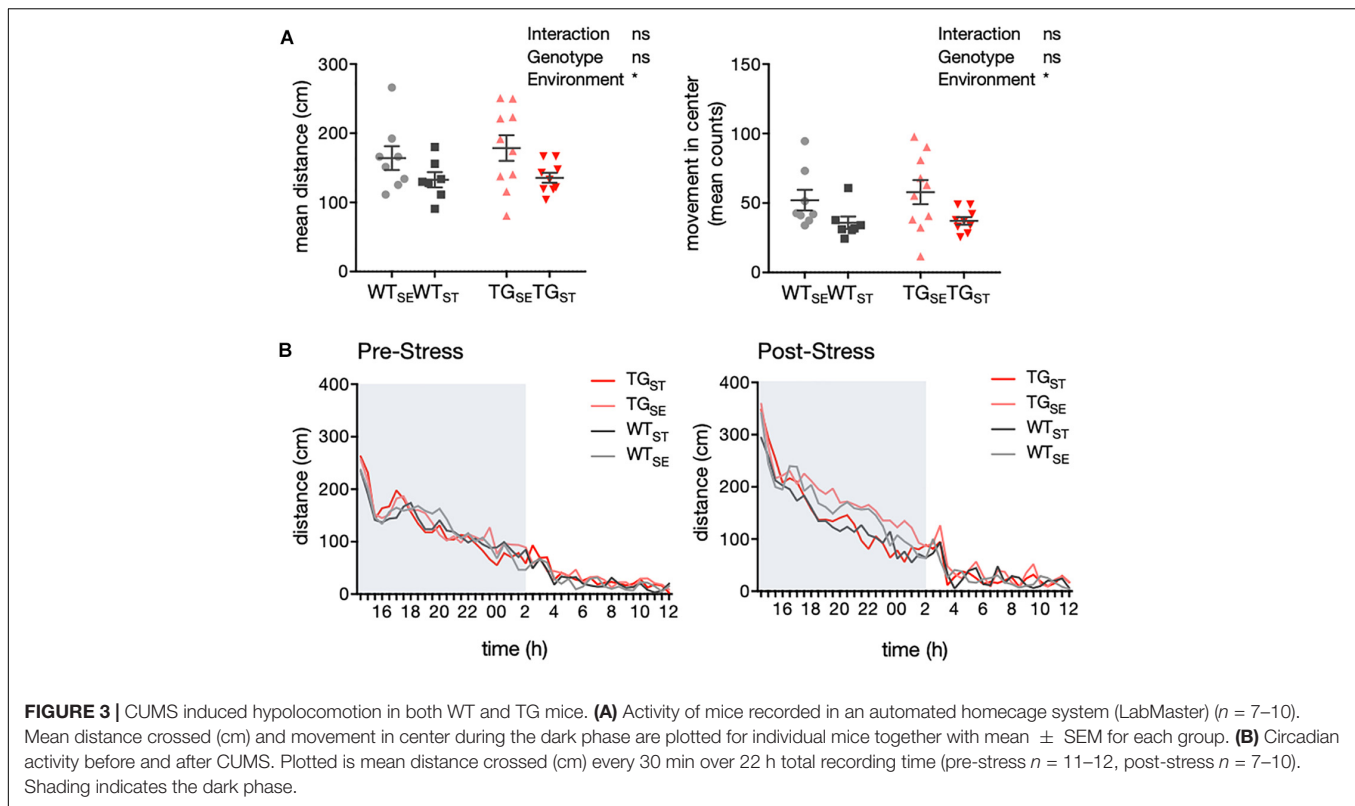 A
Interaction ns
Genotype ns
Environment *
300
200
100
0
mean distance (cm)
WTSE WTST TGSE TGST
Interaction ns
Genotype ns
Environment *
150
100
50
0
movement in center
(mean counts)
WTSE WTST TGSE TGST
B
Pre-Stress
400
300
200
100
0
distance (cm)
TGST
TGSE
WTST
WTSE
16 18 20 22 00 2 4 6 8 10 12
time (h)
Post-Stress
400
300
200
100
0
distance (cm)
TGST
TGSE
WTST
WTSE
16 18 20 22 00 2 4 6 8 10 12
time (h)
FIGURE 3 | CUMS induced hypolocomotion in both WT and TG mice. (A) Activity of mice recorded in an automated homecage system (LabMaster) (n = 7–10).
Mean distance crossed (cm) and movement in center during the dark phase are plotted for individual mice together with mean ± SEM for each group. (B) Circadian
activity before and after CUMS. Plotted is mean distance crossed (cm) every 30 min over 22 h total recording time (pre-stress n = 11–12, post-stress n = 7–10).
Shading indicates the dark phase.